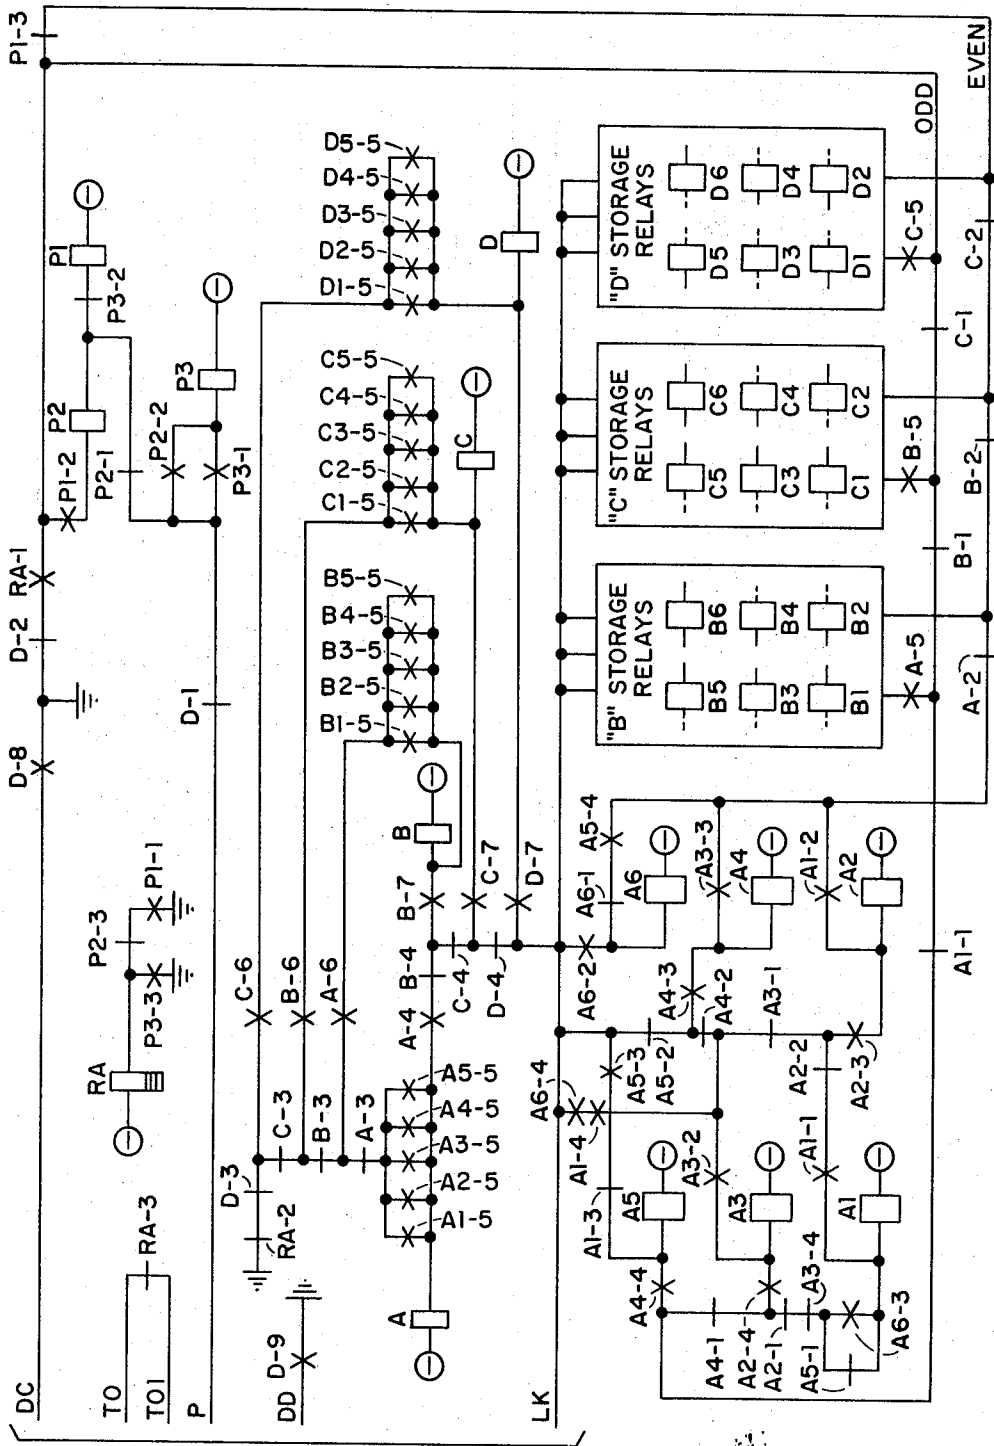 P1-3
P1
P3-2
P2
P1-2
P2-1
P2-2
P3
P3-1
RA-1
D-2
D-1
D-8
P1-1
P2-3
P3-3
RA
RA-3
DC
TO
TO1
P
DD
LK
D5-5
D4-5
D3-5
D2-5
D1-5
D
C5-5
C4-5
C3-5
C2-5
C1-5
C
B5-5
B4-5
B3-5
B2-5
B1-5
B
C-6
B-6
A-6
B-7
C-7
D-7
B-4
C-4
D-4
A-4
C-3
B-3
A-3
D-3
RA-2
D-9
A5-5
A4-5
A3-5
A2-5
A1-5
A
"D" STORAGE
RELAYS
D5 D6
D3 D4
D1 D2
C-5
"C" STORAGE
RELAYS
C5 C6
C3 C4
C1 C2
B-5
"B" STORAGE
RELAYS
B5 B6
B3 B4
B1 B2
A-5
ODD
EVEN
C-1
C-2
B-1
B-2
A-2
A1-1
A5-4
A6-1
A6
A6-2
A3-3
A4
A1-2
A2
A4-3
A4-2
A3-1
A5-3
A5-2
A2-2
A2-3
A6-4
A1-4
A1-3
A5
A3-2
A3
A1-1
A1
A4-4
A4-1
A2-4
A2-1
A3-4
A5-1
A6-3